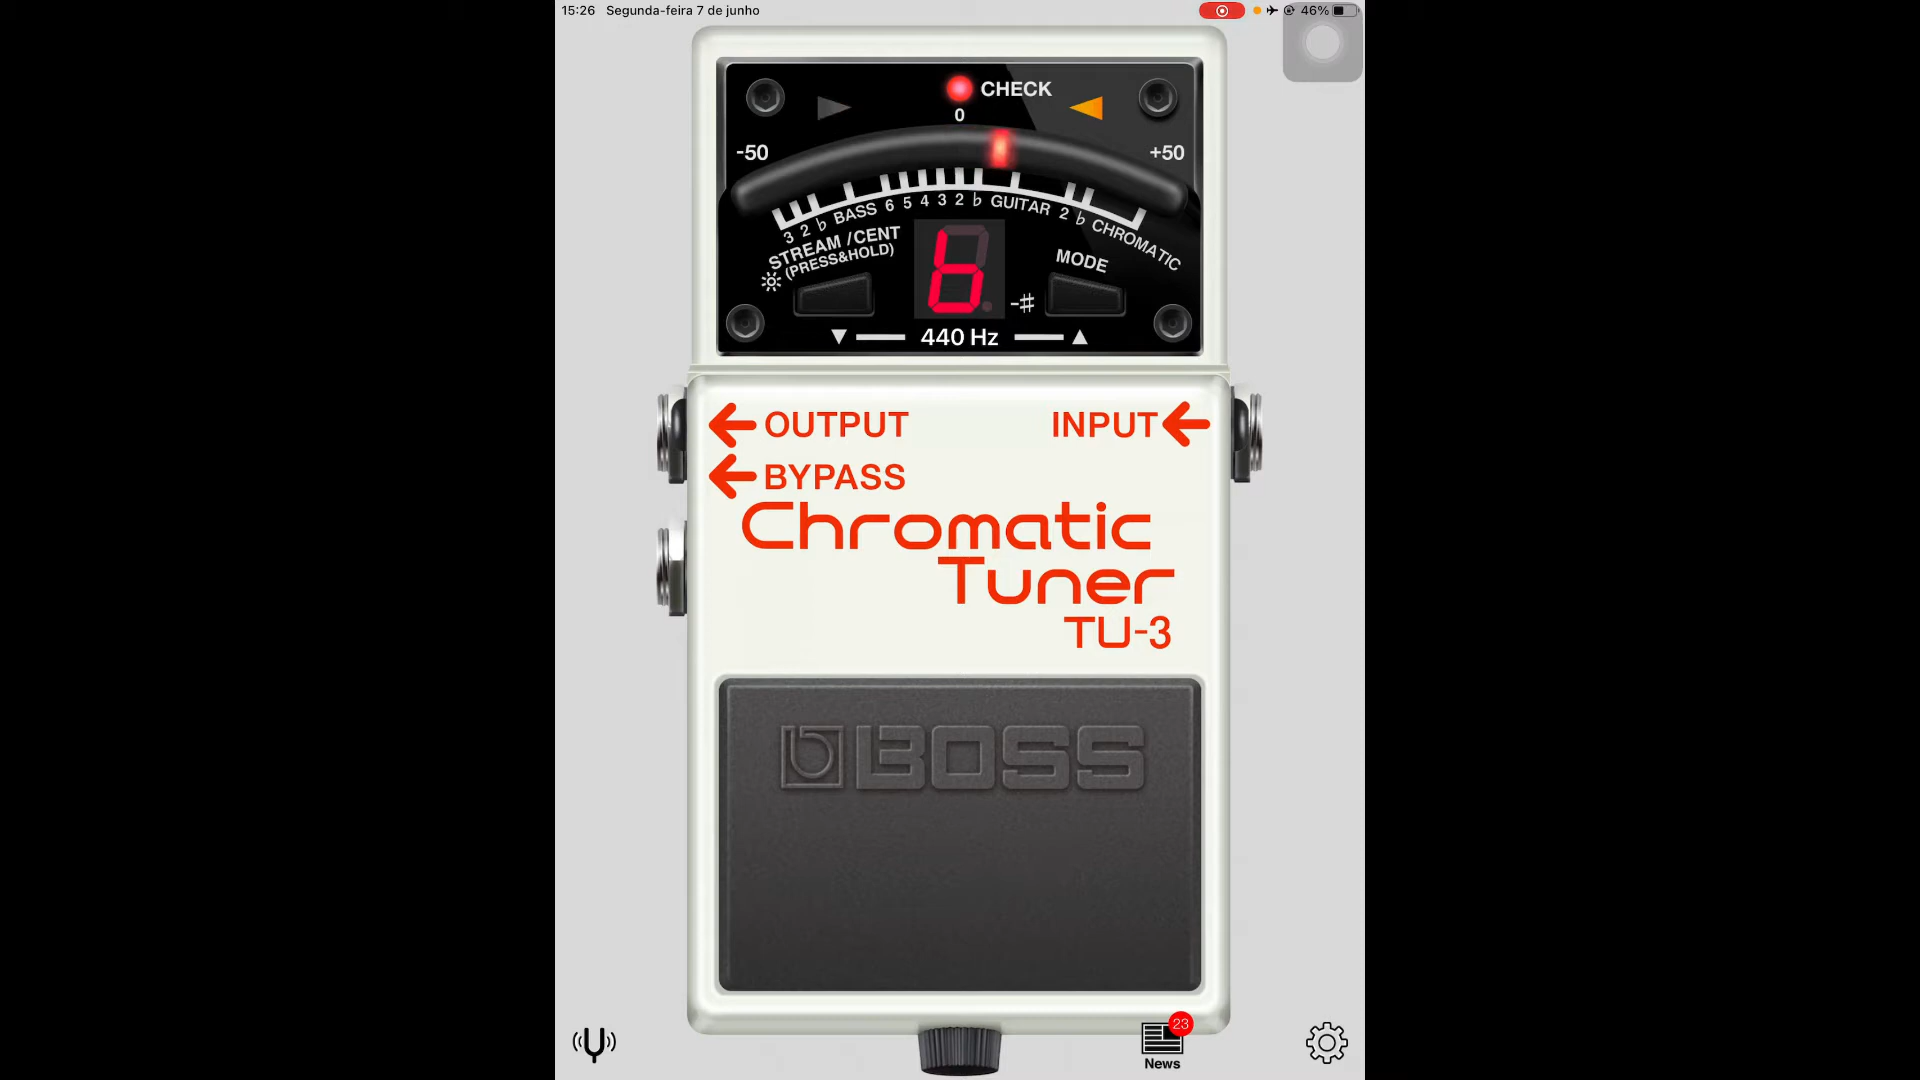 15:26 Segunda-feira 7 de junho
46%
CHECK
0
-50
+50
3 2 ♭ BASS 6 5 4 3 2 ♭ GUITAR 2 ♭ CHROMATIC
STREAM /CENT
(PRESS&HOLD)
MODE
b
-♯
▼ 440 Hz ▲
OUTPUT
INPUT
BYPASS
Chromatic
Tuner
TU-3
BOSS
23
News